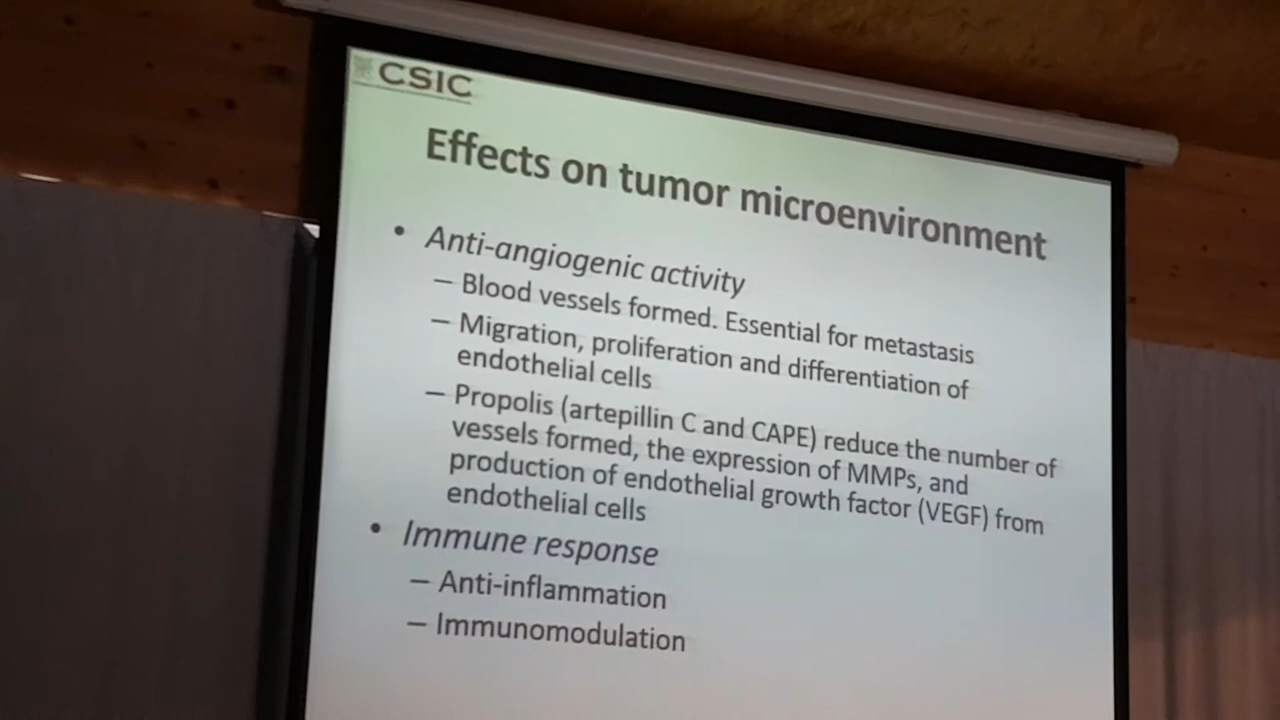 CSIC
Effects on tumor microenvironment
• Anti-angiogenic activity
– Blood vessels formed. Essential for metastasis
– Migration, proliferation and differentiation of
endothelial cells
– Propolis (artepillin C and CAPE) reduce the number of
vessels formed, the expression of MMPs, and
production of endothelial growth factor (VEGF) from
endothelial cells
• Immune response
– Anti-inflammation
– Immunomodulation